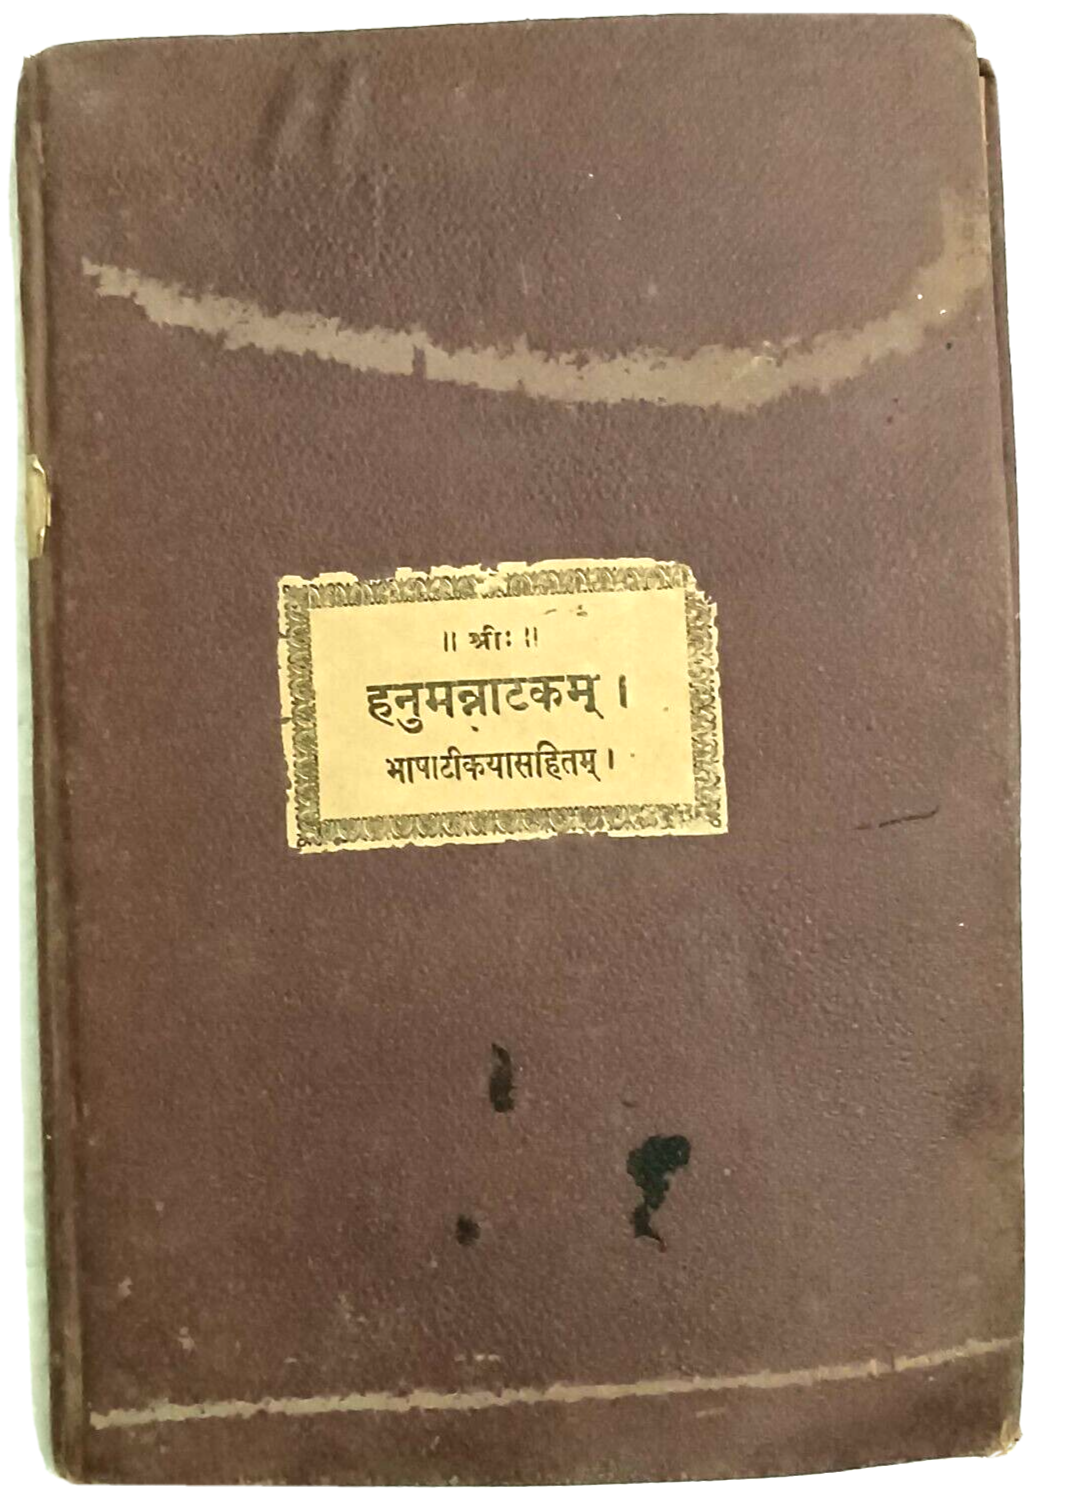 ॥ श्रीः ॥
हनुमन्नाटकम् ।
भाषाटीकयासहितम् ।